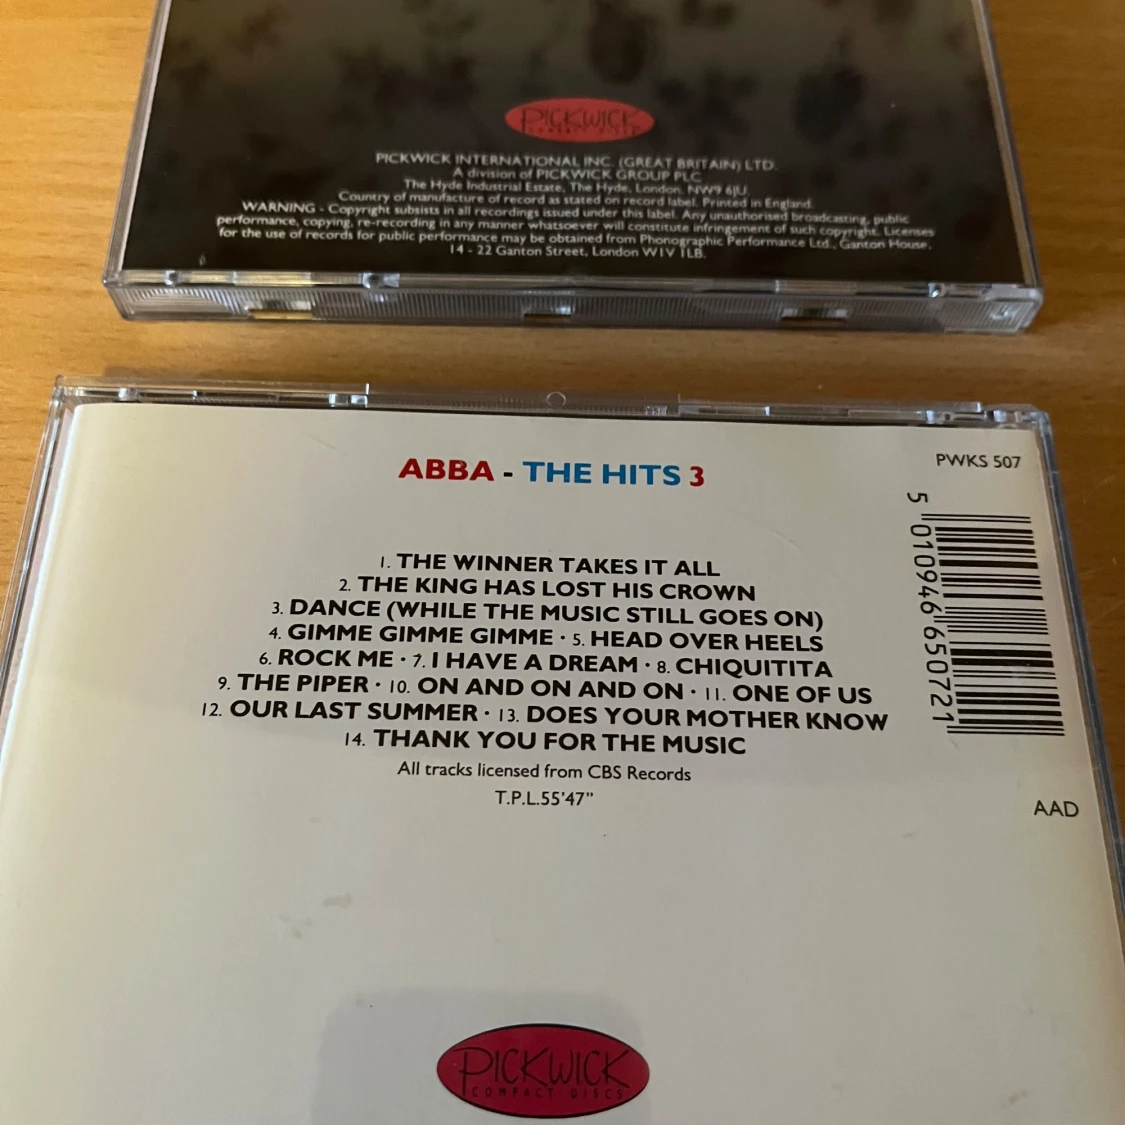 PICKWICK
COMPACT DISCS
PICKWICK INTERNATIONAL INC. (GREAT BRITAIN) LTD.
A division of PICKWICK GROUP PLC
The Hyde Industrial Estate, The Hyde, London. NW9 6JU.
Country of manufacture of record as stated on record label. Printed in England.
WARNING - Copyright subsists in all recordings issued under this label. Any unauthorised broadcasting, public
performance, copying, re-recording in any manner whatsoever will constitute infringement of such copyright. Licenses
for the use of records for public performance may be obtained from Phonographic Performance Ltd., Ganton House,
14 - 22 Ganton Street, London W1V 1LB.
ABBA - THE HITS 3
PWKS 507
5 010946 650721
1. THE WINNER TAKES IT ALL
2. THE KING HAS LOST HIS CROWN
3. DANCE (WHILE THE MUSIC STILL GOES ON)
4. GIMME GIMME GIMME · 5. HEAD OVER HEELS
6. ROCK ME · 7. I HAVE A DREAM · 8. CHIQUITITA
9. THE PIPER · 10. ON AND ON AND ON · 11. ONE OF US
12. OUR LAST SUMMER · 13. DOES YOUR MOTHER KNOW
14. THANK YOU FOR THE MUSIC
All tracks licensed from CBS Records
T.P.L.55'47"
AAD
PICKWICK
COMPACT DISCS